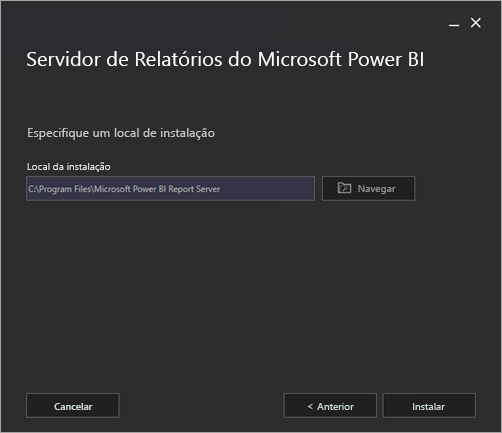 Servidor de Relatórios do Microsoft Power BI
Especifique um local de instalação
Local da instalação
C:\Program Files\Microsoft Power BI Report Server
Navegar
Cancelar
< Anterior
Instalar